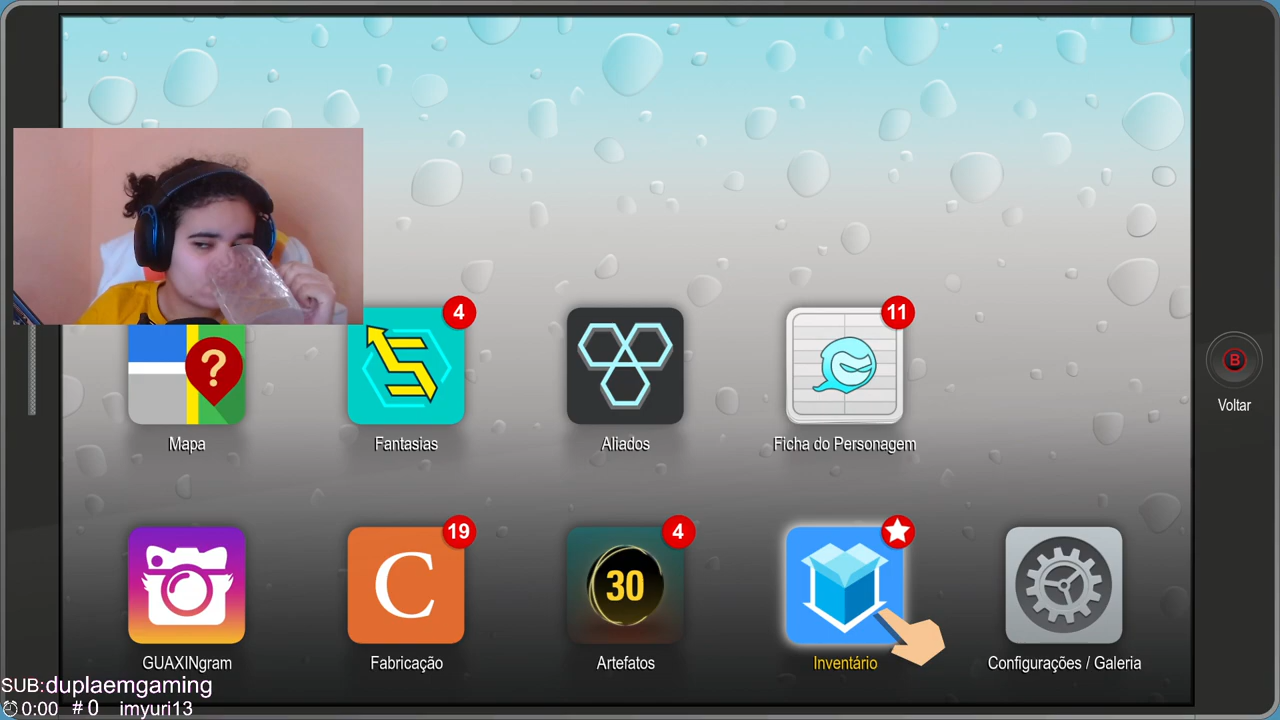 4
11
?
B
Voltar
Mapa
Fantasias
Aliados
Ficha do Personagem
19
4
C
30
GUAXINgram
Fabricação
Artefatos
Inventário
Configurações / Galeria
SUB:duplaemgaming
0:00 # 0 imyuri13